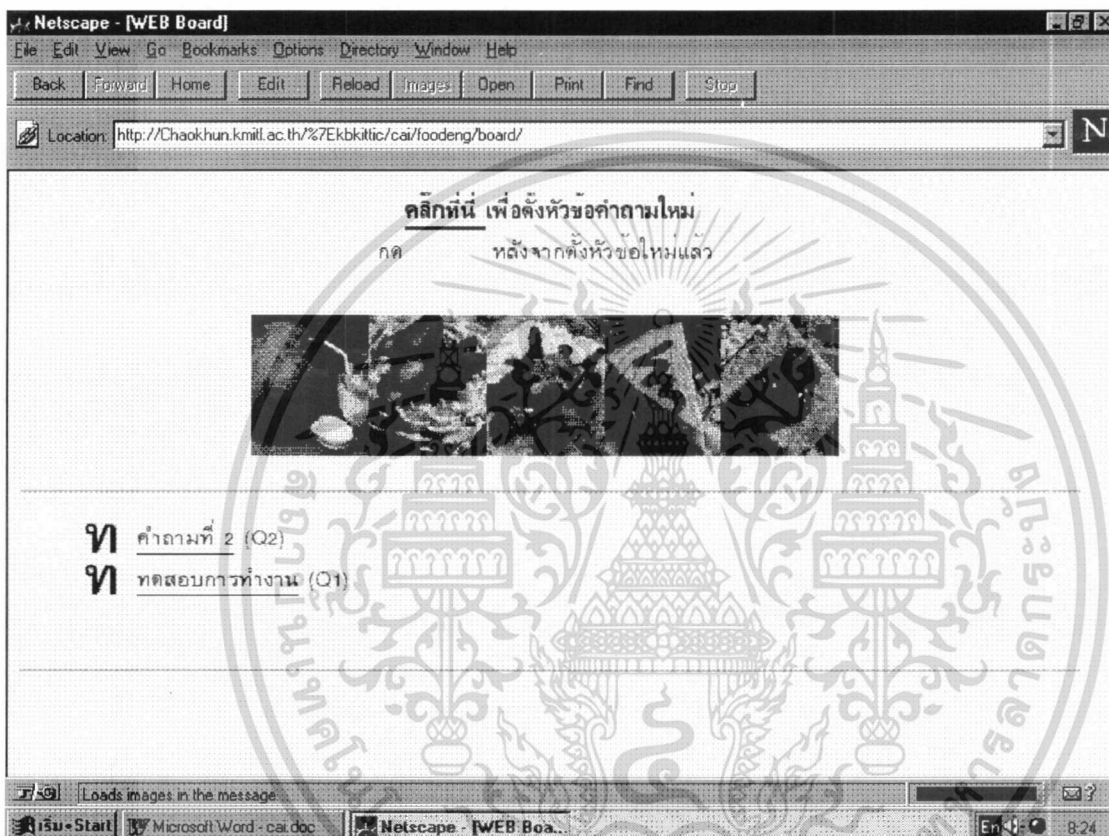 Netscape - [WEB Board]
File Edit View Go Bookmarks Options Directory Window Help
Back Forward Home Edit Reload Images Open Print Find Stop
Location: http://Chaokhun.kmitl.ac.th/%7Ekbkittic/cai/foodeng/board/
N
คลิ๊กที่นี่ เพื่อตั้งหัวข้อคำถามใหม่
กด หลังจากตั้งหัวข้อใหม่แล้ว
ท คำถามที่ 2 (Q2)
ท ทดสอบการทำงาน (Q1)
Loads images in the message
เริ่ม Start Microsoft Word - cai.doc Netscape - [WEB Boa... En 8:24